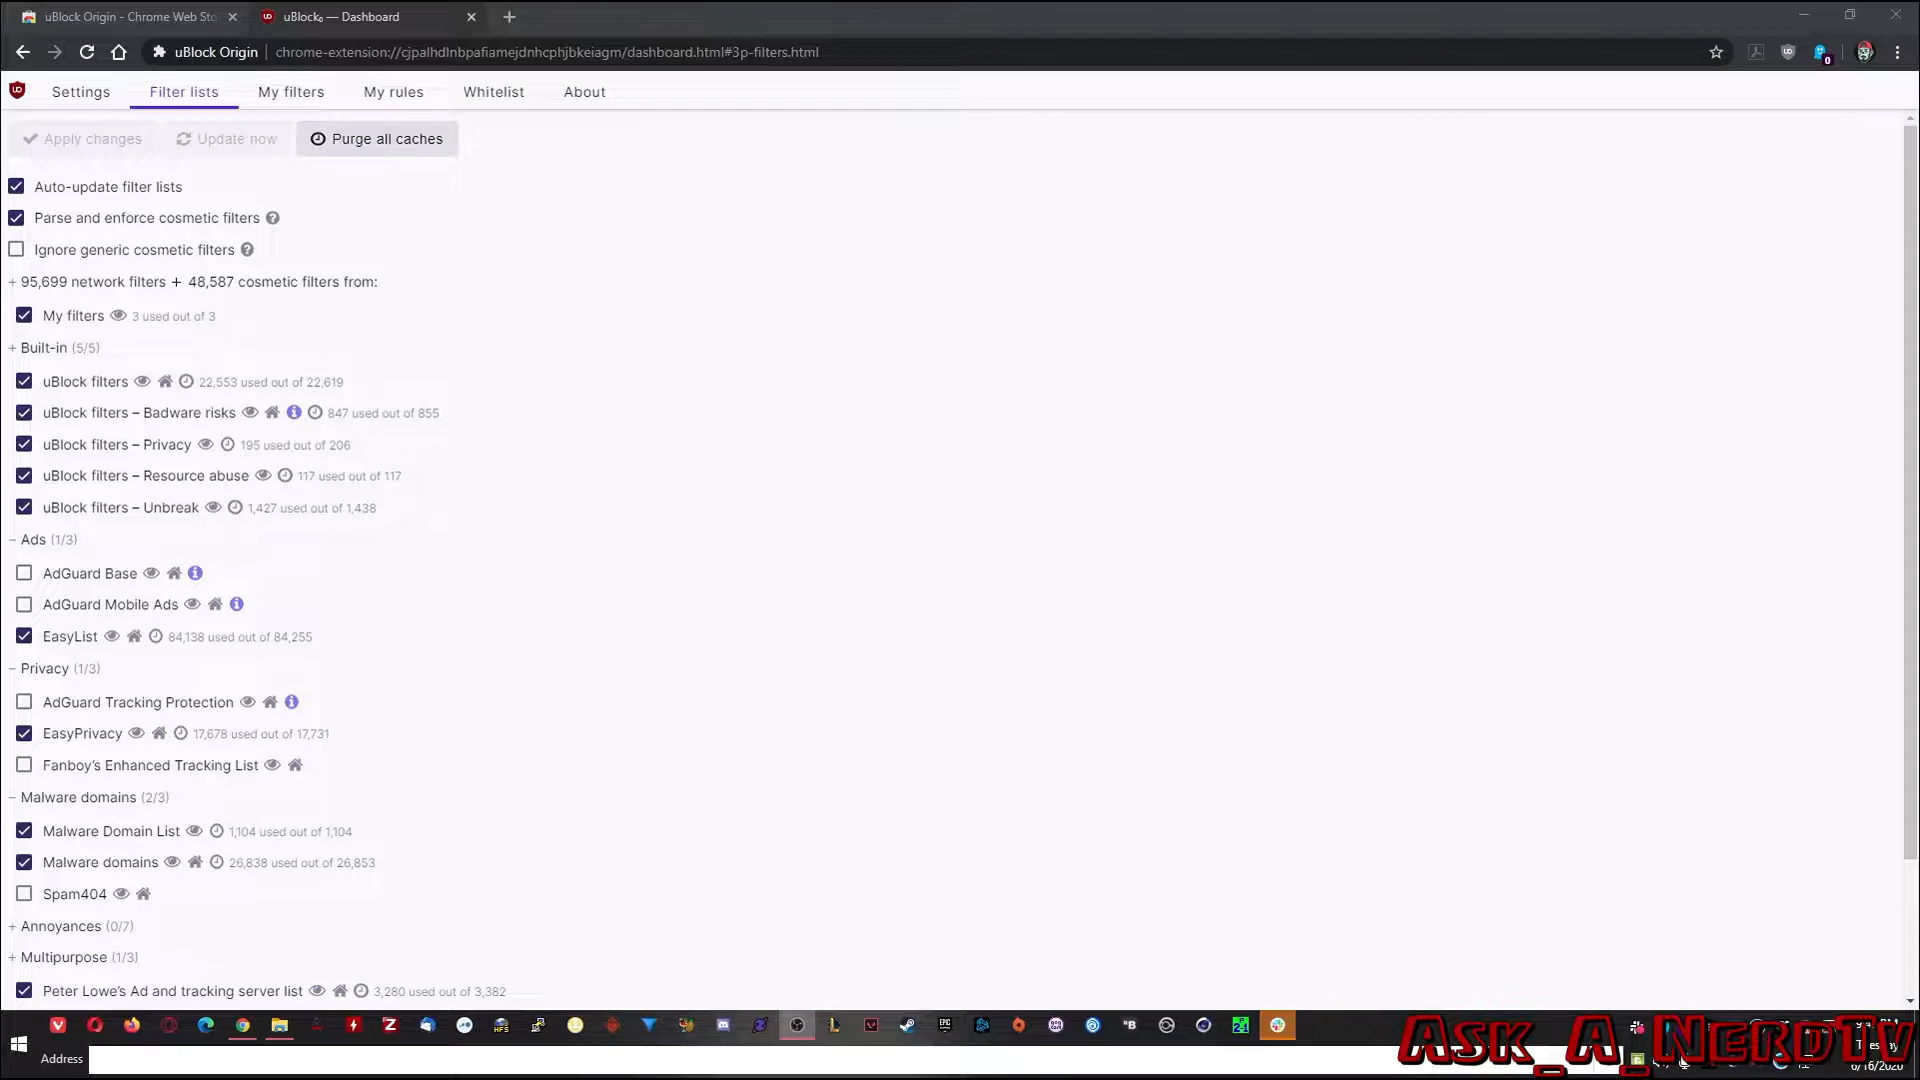 uBlock Origin - Chrome Web Sto
uBlock₀ — Dashboard
uBlock Origin
chrome-extension://cjpalhdlnbpafiamejdnhcphjbkeiagm/dashboard.html#3p-filters.html
0
Settings
Filter lists
My filters
My rules
Whitelist
About
Apply changes
Update now
Purge all caches
Auto-update filter lists
Parse and enforce cosmetic filters
Ignore generic cosmetic filters
+ 95,699 network filters + 48,587 cosmetic filters from:
My filters 3 used out of 3
+ Built-in (5/5)
uBlock filters 22,553 used out of 22,619
uBlock filters – Badware risks 847 used out of 855
uBlock filters – Privacy 195 used out of 206
uBlock filters – Resource abuse 117 used out of 117
uBlock filters – Unbreak 1,427 used out of 1,438
– Ads (1/3)
AdGuard Base
AdGuard Mobile Ads
EasyList 84,138 used out of 84,255
– Privacy (1/3)
AdGuard Tracking Protection
EasyPrivacy 17,678 used out of 17,731
Fanboy’s Enhanced Tracking List
– Malware domains (2/3)
Malware Domain List 1,104 used out of 1,104
Malware domains 26,838 used out of 26,853
Spam404
+ Annoyances (0/7)
+ Multipurpose (1/3)
Peter Lowe’s Ad and tracking server list 3,280 used out of 3,382
Address
Ask_A_NerdTv
Tuesday
6/16/2020